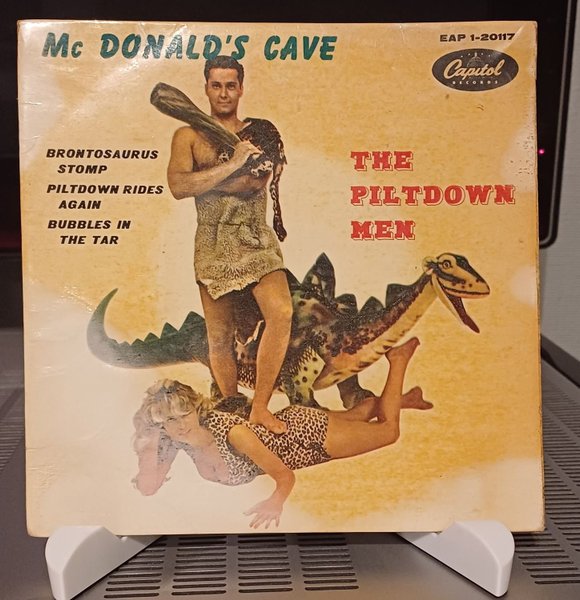 Mc DONALD'S CAVE
EAP 1-20117
Capitol
RECORDS
BRONTOSAURUS
STOMP
PILTDOWN RIDES
AGAIN
BUBBLES IN
THE TAR
THE
PILTDOWN
MEN